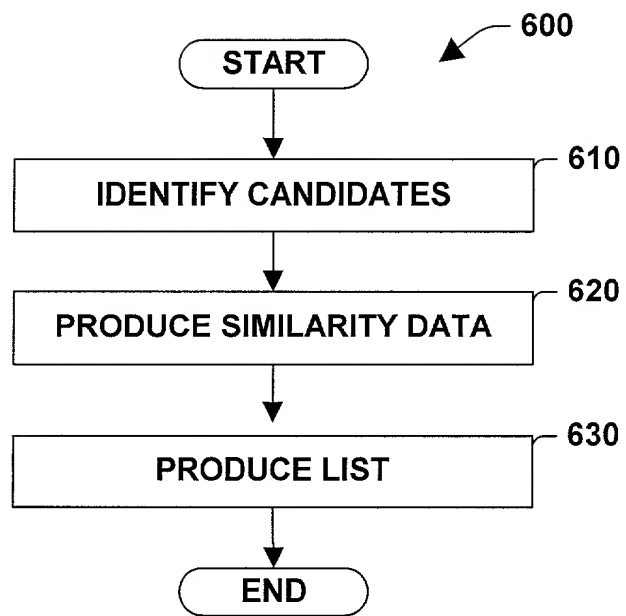 600
START
610
IDENTIFY CANDIDATES
620
PRODUCE SIMILARITY DATA
630
PRODUCE LIST
END